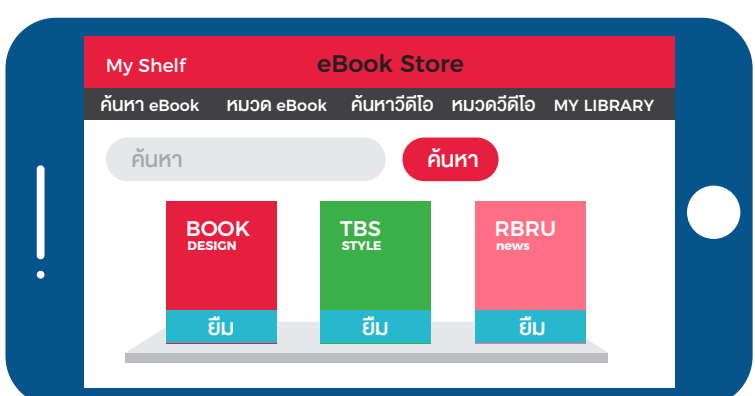 My Shelf eBook Store
ค้นหา eBook หมวด eBook ค้นหาวีดีโอ หมวดวีดีโอ MY LIBRARY
ค้นหา ค้นหา
BOOK
DESIGN
TBS
STYLE
RBRU
news
ยืม ยืม ยืม